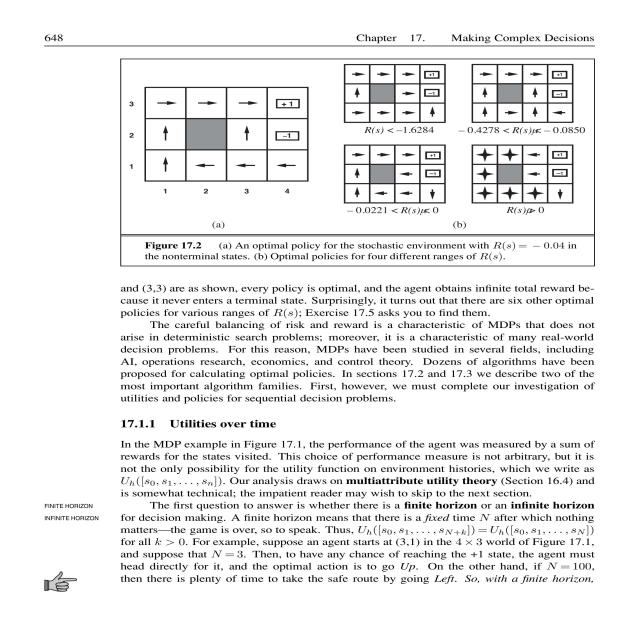 648 Chapter 17. Making Complex Decisions
3 +1
2 –1
1
1 2 3 4
(a)
+1 +1
–1 –1
R(s) < –1.6284 – 0.4278 < R(s) < – 0.0850
+1 +1
–1 –1
– 0.0221 < R(s) < 0 R(s) > 0
(b)
Figure 17.2 (a) An optimal policy for the stochastic environment with R(s) = − 0.04 in
the nonterminal states. (b) Optimal policies for four different ranges of R(s).
and (3,3) are as shown, every policy is optimal, and the agent obtains infinite total reward be-
cause it never enters a terminal state. Surprisingly, it turns out that there are six other optimal
policies for various ranges of R(s); Exercise 17.5 asks you to find them.
The careful balancing of risk and reward is a characteristic of MDPs that does not
arise in deterministic search problems; moreover, it is a characteristic of many real-world
decision problems. For this reason, MDPs have been studied in several fields, including
AI, operations research, economics, and control theory. Dozens of algorithms have been
proposed for calculating optimal policies. In sections 17.2 and 17.3 we describe two of the
most important algorithm families. First, however, we must complete our investigation of
utilities and policies for sequential decision problems.
17.1.1 Utilities over time
In the MDP example in Figure 17.1, the performance of the agent was measured by a sum of
rewards for the states visited. This choice of performance measure is not arbitrary, but it is
not the only possibility for the utility function on environment histories, which we write as
Uh([s0, s1, . . . , sn]). Our analysis draws on multiattribute utility theory (Section 16.4) and
is somewhat technical; the impatient reader may wish to skip to the next section.
FINITE HORIZON The first question to answer is whether there is a finite horizon or an infinite horizon
INFINITE HORIZON for decision making. A finite horizon means that there is a fixed time N after which nothing
matters—the game is over, so to speak. Thus, Uh([s0, s1, . . . , sN+k]) = Uh([s0, s1, . . . , sN])
for all k > 0. For example, suppose an agent starts at (3,1) in the 4 × 3 world of Figure 17.1,
and suppose that N = 3. Then, to have any chance of reaching the +1 state, the agent must
head directly for it, and the optimal action is to go Up. On the other hand, if N = 100,
then there is plenty of time to take the safe route by going Left. So, with a finite horizon,